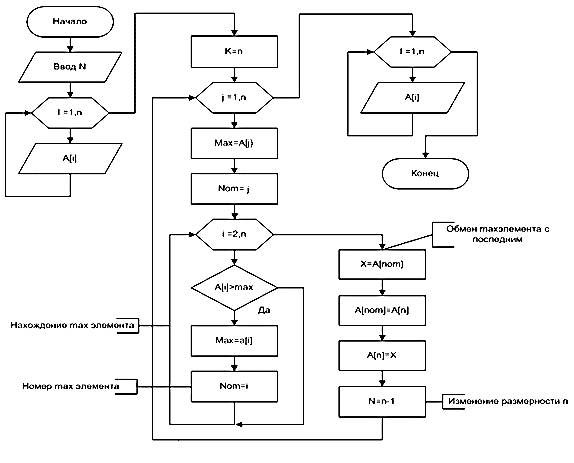 Начало
Ввод N
I =1,n
A[i]
K=n
j =1,n
Max=A[j}
Nom= j
i =2,n
A[i]>max
Да
Max=a[i]
Nom=i
Нахождение max элемента
Номер max элемента
I =1,n
A[i]
Конец
Обмен maxэлемента с
последним
X=A[nom]
A[nom]=A[n]
A[n]=X
N=n-1
Изменение размерности n